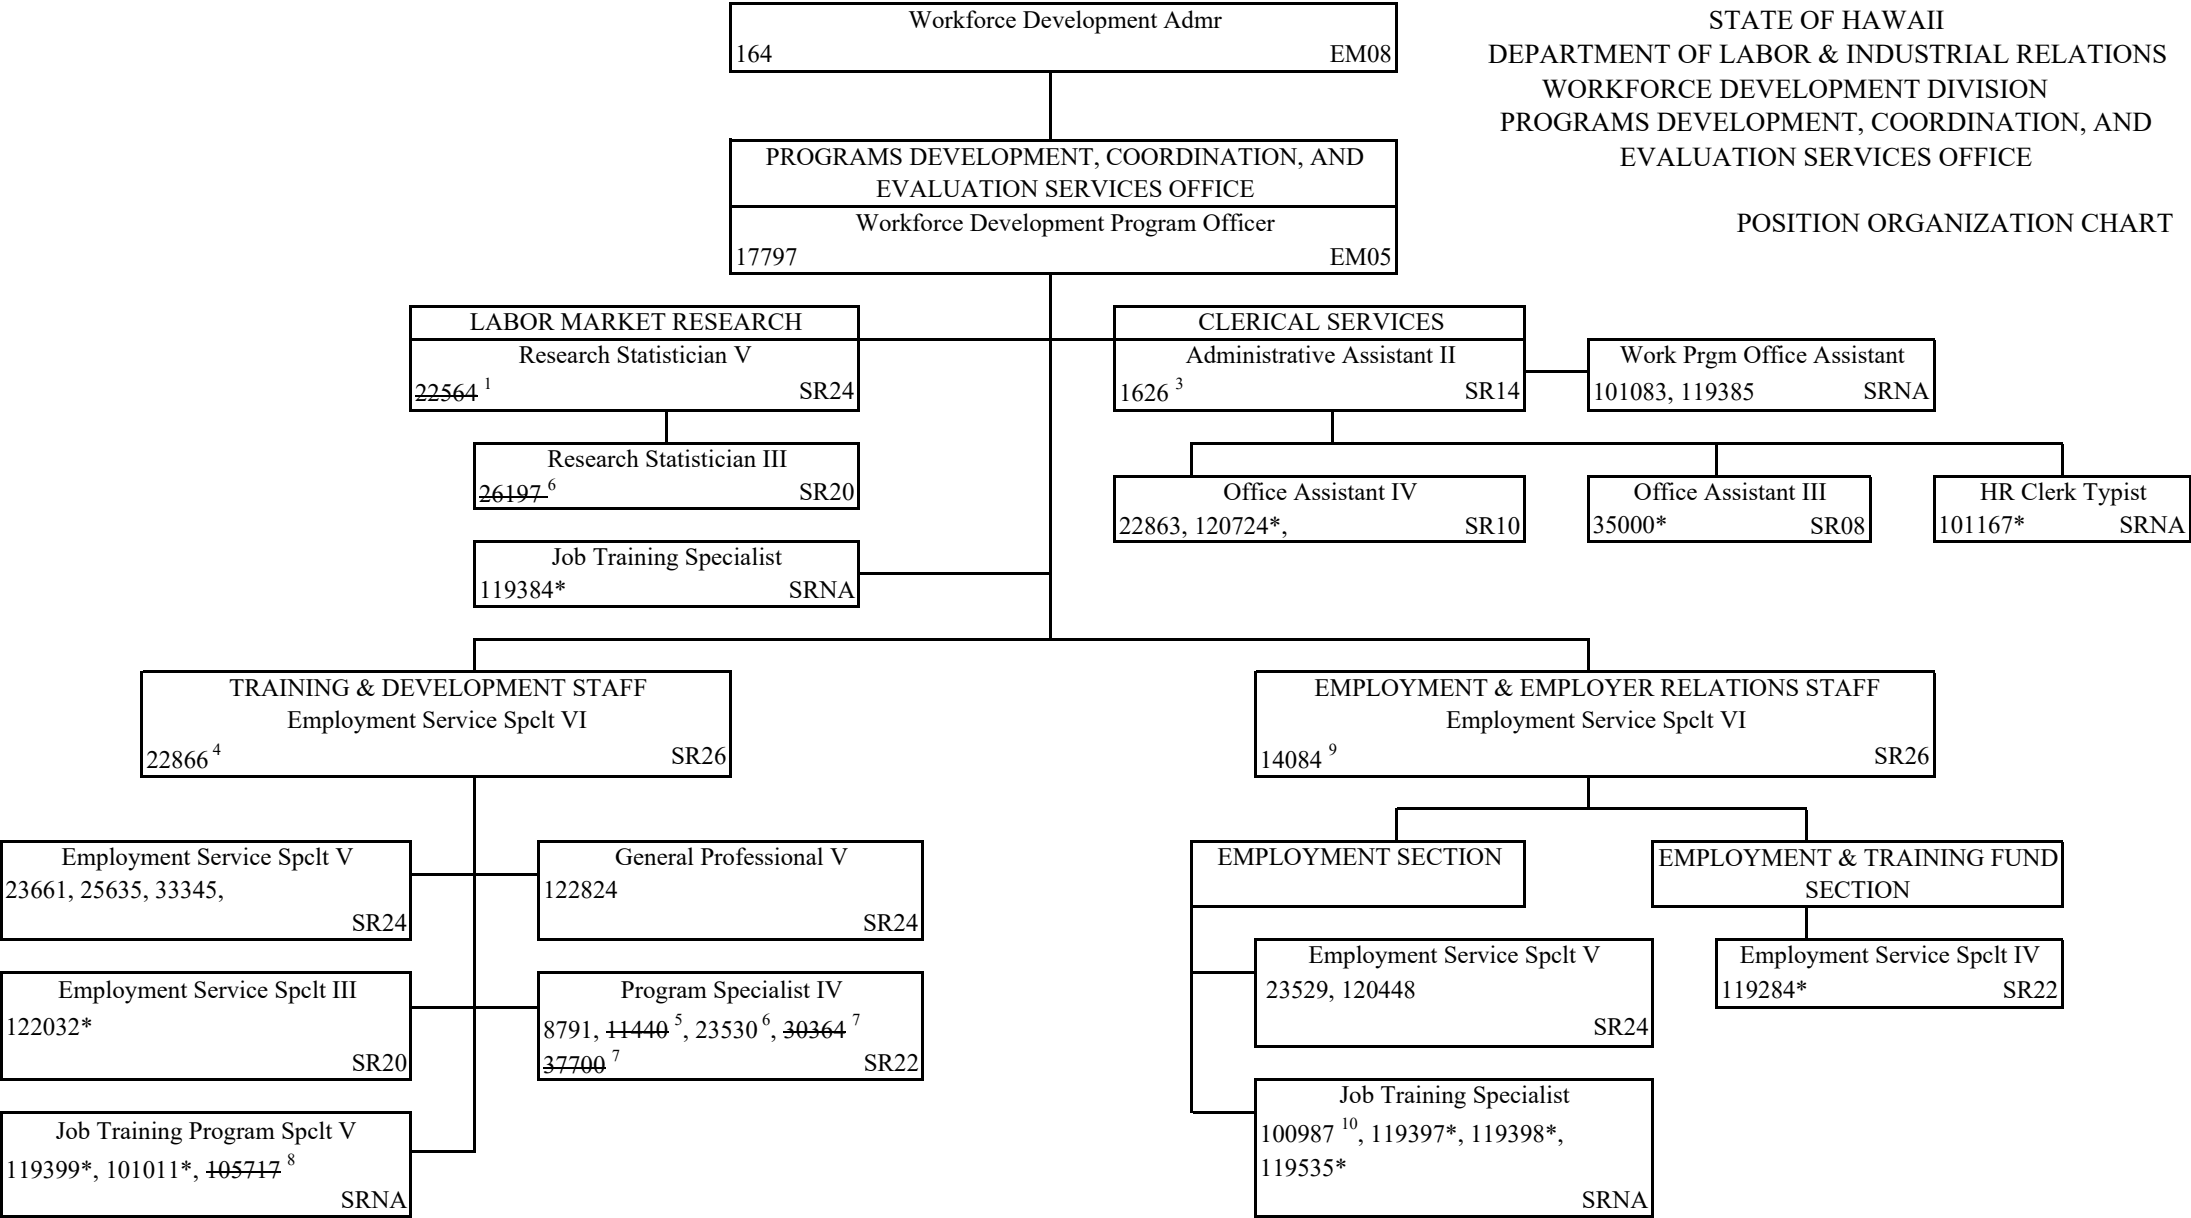 Workforce Development Admr
164 EM08
STATE OF HAWAII
DEPARTMENT OF LABOR & INDUSTRIAL RELATIONS
WORKFORCE DEVELOPMENT DIVISION
PROGRAMS DEVELOPMENT, COORDINATION, AND
EVALUATION SERVICES OFFICE
POSITION ORGANIZATION CHART
PROGRAMS DEVELOPMENT, COORDINATION, AND
EVALUATION SERVICES OFFICE
Workforce Development Program Officer
17797 EM05
LABOR MARKET RESEARCH
Research Statistician V
22564 1 SR24
Research Statistician III
26197 6 SR20
Job Training Specialist
119384* SRNA
CLERICAL SERVICES
Administrative Assistant II
1626 3 SR14
Work Prgm Office Assistant
101083, 119385 SRNA
Office Assistant IV
22863, 120724*, SR10
Office Assistant III
35000* SR08
HR Clerk Typist
101167* SRNA
TRAINING & DEVELOPMENT STAFF
Employment Service Spclt VI
22866 4 SR26
Employment Service Spclt V
23661, 25635, 33345,
SR24
General Professional V
122824
SR24
Employment Service Spclt III
122032*
SR20
Program Specialist IV
8791, 11440 5, 23530 6, 30364 7
37700 7 SR22
Job Training Program Spclt V
119399*, 101011*, 105717 8
SRNA
EMPLOYMENT & EMPLOYER RELATIONS STAFF
Employment Service Spclt VI
14084 9 SR26
EMPLOYMENT SECTION
Employment Service Spclt V
23529, 120448
SR24
Job Training Specialist
100987 10, 119397*, 119398*,
119535*
SRNA
EMPLOYMENT & TRAINING FUND
SECTION
Employment Service Spclt IV
119284* SR22